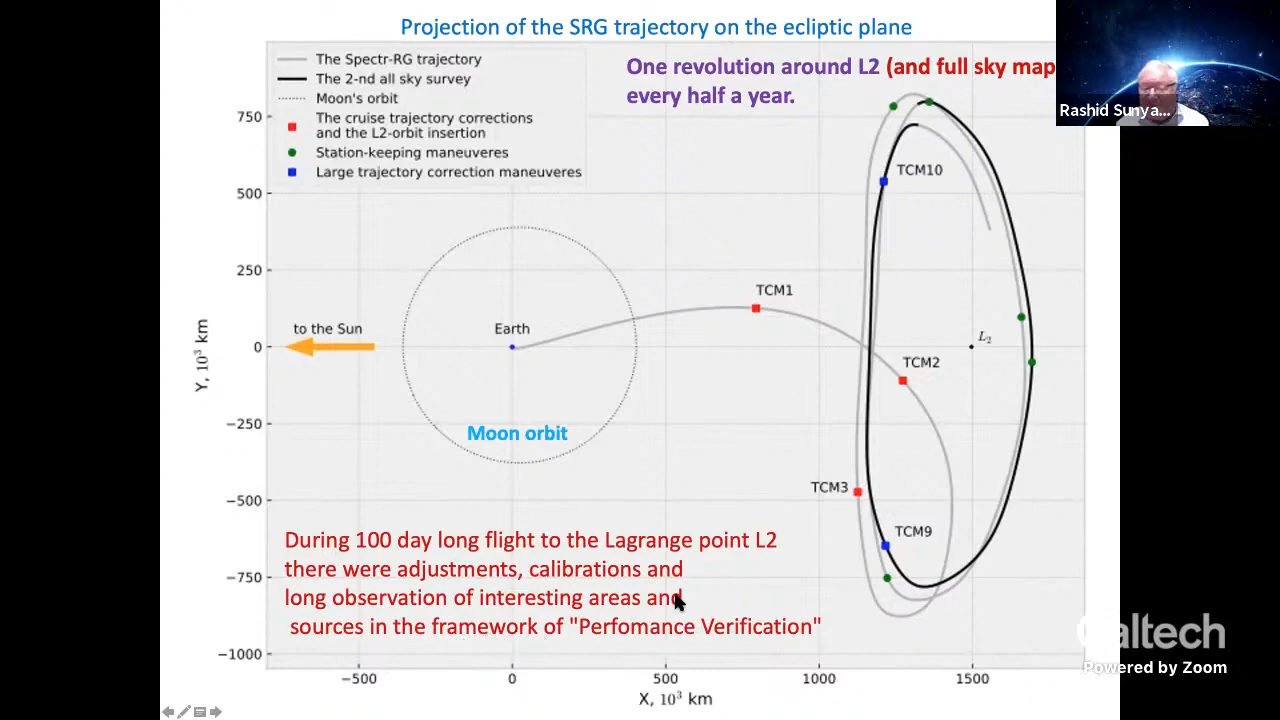 Projection of the SRG trajectory on the ecliptic plane
The Spectr-RG trajectory
The 2-nd all sky survey
Moon's orbit
The cruise trajectory corrections
and the L2-orbit insertion
Station-keeping maneuveres
Large trajectory correction maneuveres
One revolution around L2 (and full sky map
every half a year.
Rashid Sunya...
750
500
250
0
−250
−500
−750
−1000
Y, 10³ km
TCM10
TCM1
to the Sun
Earth
L₂
TCM2
Moon orbit
TCM3
TCM9
During 100 day long flight to the Lagrange point L2
there were adjustments, calibrations and
long observation of interesting areas and
sources in the framework of "Perfomance Verification"
Caltech
Powered by Zoom
−500
0
500
1000
1500
X, 10³ km